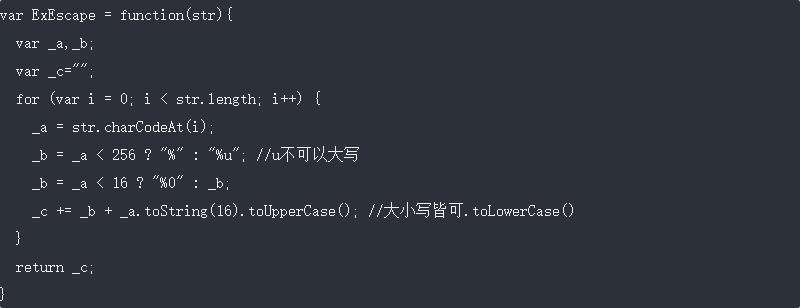 var ExEscape = function(str){
  var _a,_b;
  var _c="";
  for (var i = 0; i < str.length; i++) {
    _a = str.charCodeAt(i);
    _b = _a < 256 ? "%" : "%u"; //u不可以大写
    _b = _a < 16 ? "%0" : _b;
    _c += _b + _a.toString(16).toUpperCase(); //大小写皆可.toLowerCase()
  }
  return _c;
}